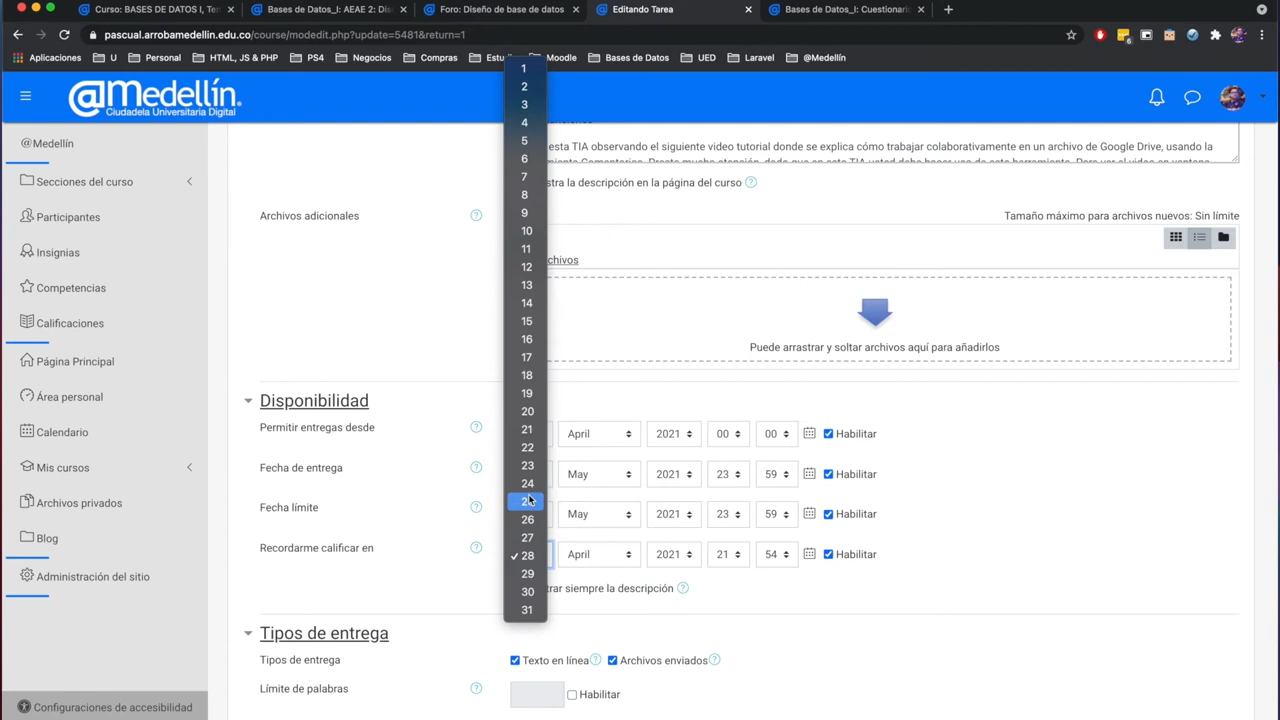 Curso: BASES DE DATOS I, Tem
Bases de Datos_I: AEAE 2: Dis
Foro: Diseño de base de datos
Editando Tarea
Bases de Datos_I: Cuestionari
pascual.arrobamedellin.edu.co/course/modedit.php?update=5481&return=1
Aplicaciones
U
Personal
HTML, JS & PHP
PS4
Negocios
Compras
Estu
Moodle
Bases de Datos
UED
Laravel
@Medellín
@Medellín®
Ciudadela Universitaria Digital
@Medellín
Secciones del curso
Participantes
Insignias
Competencias
Calificaciones
Página Principal
Área personal
Calendario
Mis cursos
Archivos privados
Blog
Administración del sitio
Configuraciones de accesibilidad
esta TIA observando el siguiente video tutorial donde se explica cómo trabajar colaborativamente en un archivo de Google Drive, usando la
stra la descripción en la página del curso
Archivos adicionales
Tamaño máximo para archivos nuevos: Sin límite
chivos
Puede arrastrar y soltar archivos aquí para añadirlos
Disponibilidad
Permitir entregas desde
April 2021 00 00 Habilitar
Fecha de entrega
May 2021 23 59 Habilitar
Fecha límite
May 2021 23 59 Habilitar
Recordarme calificar en
April 2021 21 54 Habilitar
trar siempre la descripción
Tipos de entrega
Tipos de entrega
Texto en línea Archivos enviados
Límite de palabras
Habilitar
1
2
3
4
5
6
7
8
9
10
11
12
13
14
15
16
17
18
19
20
21
22
23
24
25
26
27
✓ 28
29
30
31